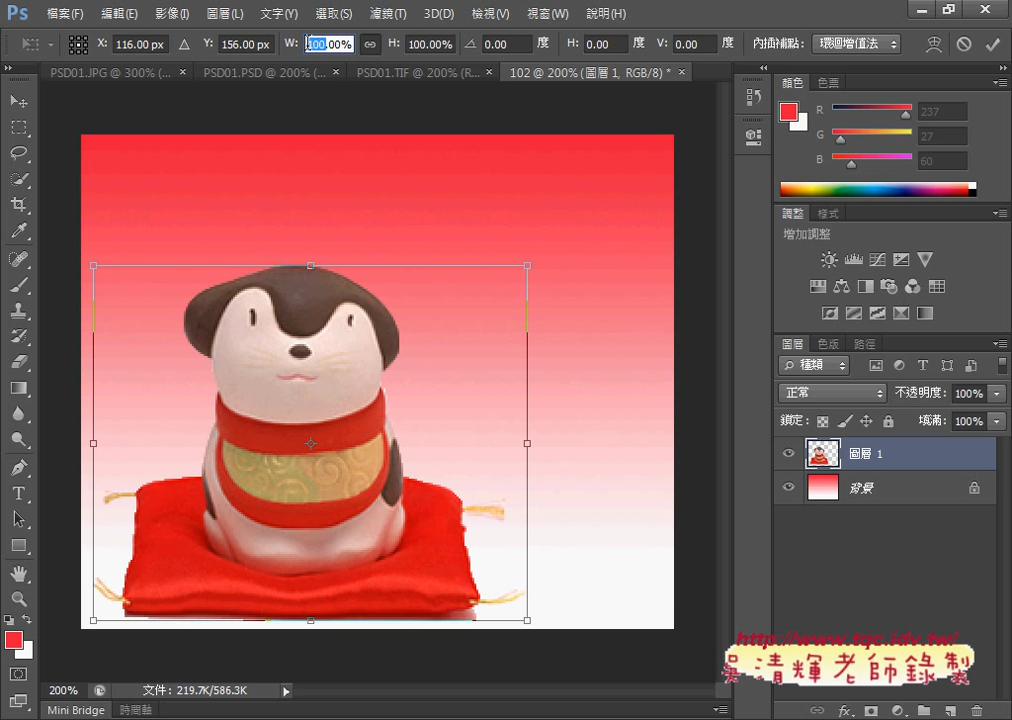 Ps 檔案(F) 編輯(E) 影像(I) 圖層(L) 文字(Y) 選取(S) 濾鏡(T) 3D(D) 檢視(V) 視窗(W) 說明(H)
X: 116.00 px Y: 156.00 px W: 100.00% H: 100.00% 0.00 度 H: 0.00 度 V: 0.00 度 內插補點: 環迴增值法
PSD01.JPG @ 300% (... × PSD01.PSD @ 200% (... × PSD01.TIF @ 200% (R... × 102 @ 200% (圖層 1, RGB/8) * ×
顏色 色票
R 237
G 27
B 60
調整 樣式
增加調整
圖層 色版 路徑
種類
正常 不透明度: 100%
鎖定: 填滿: 100%
圖層 1
背景
http://www.tqc.idv.tw/
吳清輝老師錄製
200% 文件: 219.7K/586.3K
Mini Bridge 時間軸